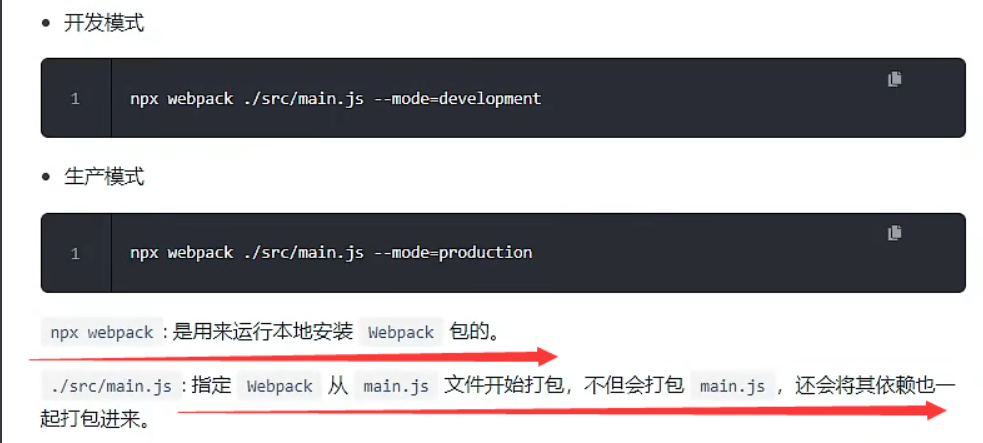 开发模式
1 npx webpack ./src/main.js --mode=development
生产模式
1 npx webpack ./src/main.js --mode=production
npx webpack : 是用来运行本地安装 Webpack 包的。
./src/main.js : 指定 Webpack 从 main.js 文件开始打包，不但会打包 main.js ，还会将其依赖也一
起打包进来。